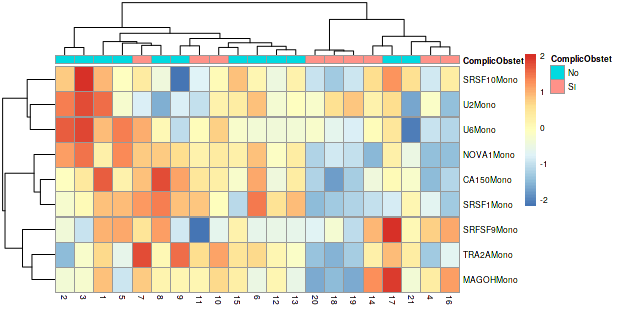 ComplicObstet
SRSF10Mono
U2Mono
U6Mono
NOVA1Mono
CA150Mono
SRSF1Mono
SRFSF9Mono
TRA2AMono
MAGOHMono
2 3 1 5 7 8 9 11 10 15 6 12 13 20 18 19 14 17 21 4 16
2
1
0
-1
-2
ComplicObstet
No
SI